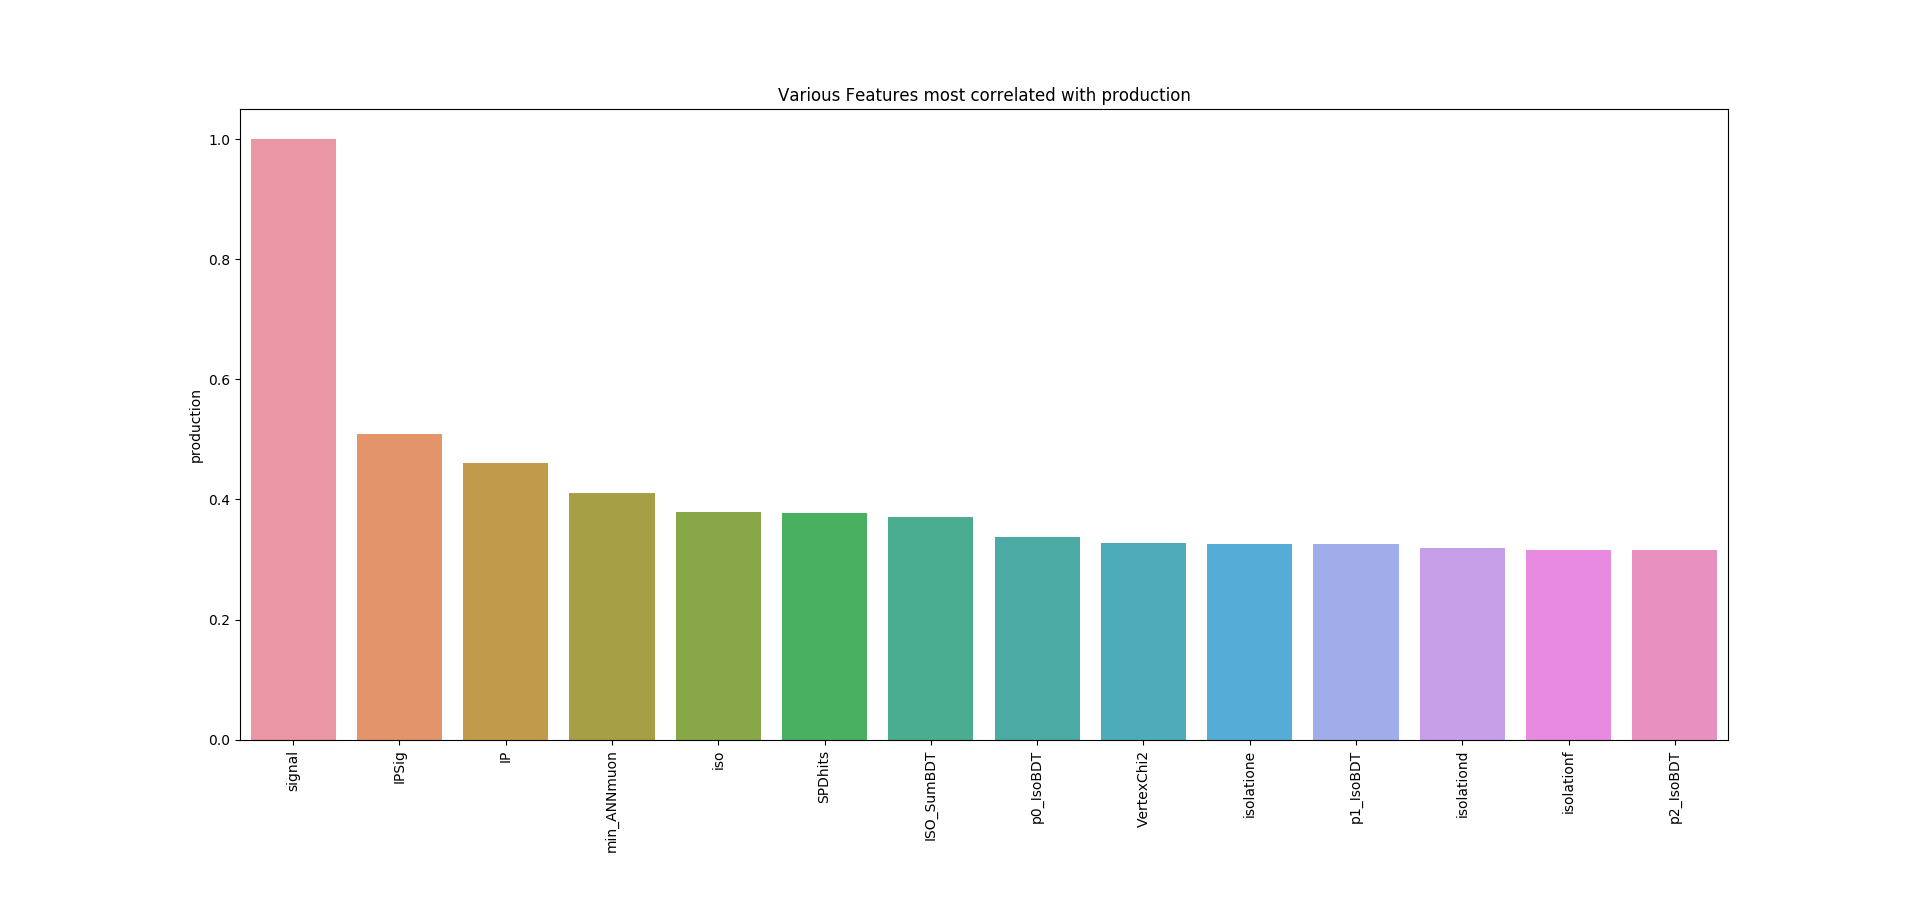 Various Features most correlated with production
production
1.0
0.8
0.6
0.4
0.2
0.0
signal
IPSig
IP
min_ANNmuon
iso
SPDhits
ISO_SumBDT
p0_IsoBDT
VertexChi2
isolatione
p1_IsoBDT
isolationd
isolationf
p2_IsoBDT